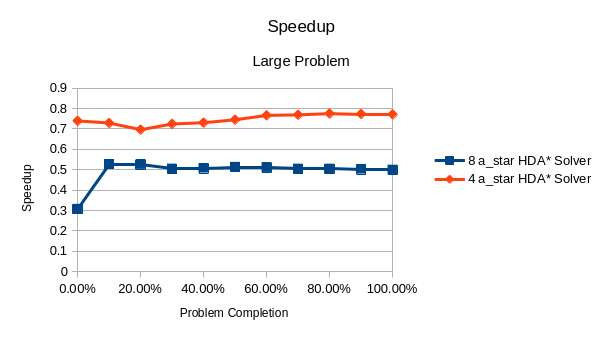 Speedup
Large Problem
0.9
0.8
0.7
0.6
0.5
0.4
0.3
0.2
0.1
0
Speedup
0.00%
20.00%
40.00%
60.00%
80.00%
100.00%
Problem Completion
8 a_star HDA* Solver
4 a_star HDA* Solver